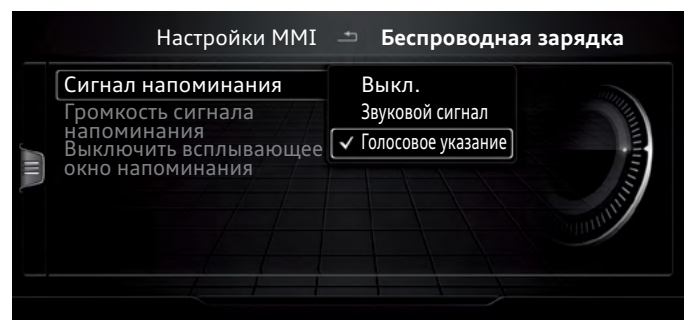 Настройки MMI Беспроводная зарядка
Сигнал напоминания
Громкость сигнала
напоминания
Выключить всплывающее
окно напоминания
Выкл.
Звуковой сигнал
Голосовое указание